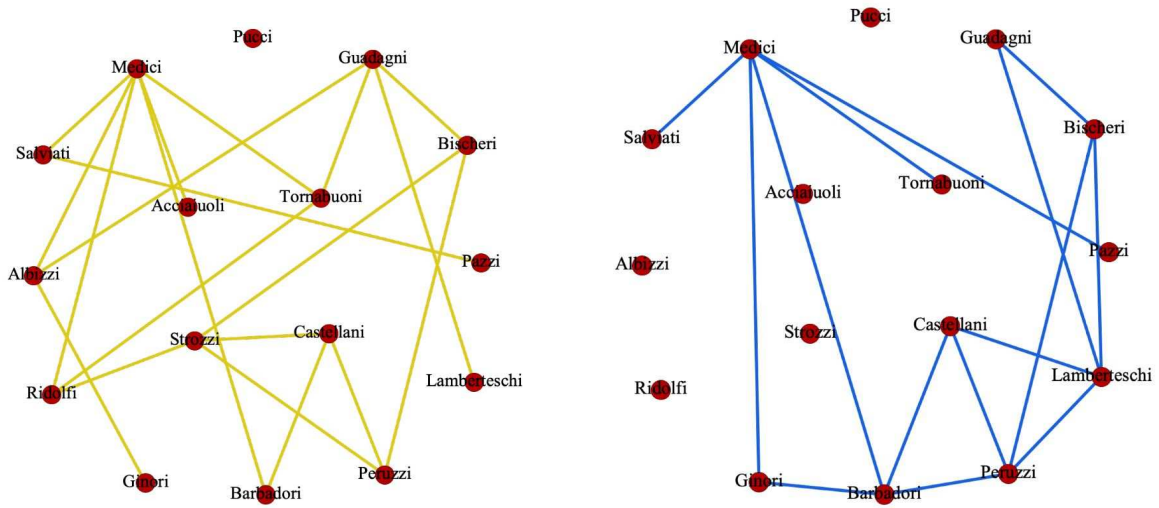 Pucci
Guadagni
Medici
Salviati
Bischeri
Acciaiuoli
Tornabuoni
Pazzi
Albizzi
Strozzi
Castellani
Lamberteschi
Ridolfi
Ginori
Barbadori
Peruzzi
Pucci
Guadagni
Medici
Salviati
Bischeri
Acciaiuoli
Tornabuoni
Pazzi
Albizzi
Strozzi
Castellani
Lamberteschi
Ridolfi
Ginori
Barbadori
Peruzzi